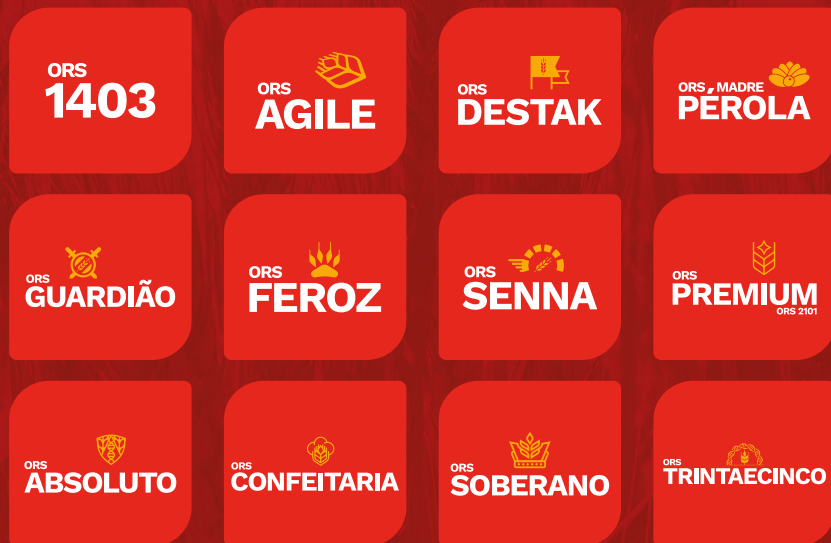 ORS
1403
ORS
AGILE
ORS
DESTAK
ORS MADRE
PÉROLA
ORS
GUARDIÃO
ORS
FEROZ
ORS
SENNA
ORS
PREMIUM
ORS 2101
ORS
ABSOLUTO
ORS
CONFEITARIA
ORS
SOBERANO
ORS
TRINTAECINCO